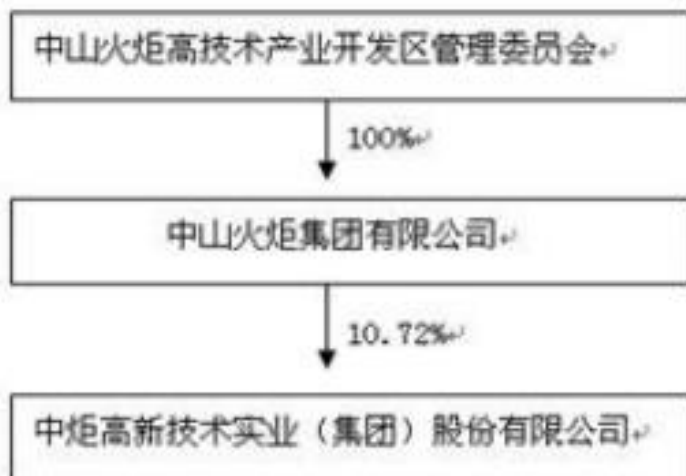 中山火炬高技术产业开发区管理委员会
100%
中山火炬集团有限公司
10.72%
中炬高新技术实业（集团）股份有限公司